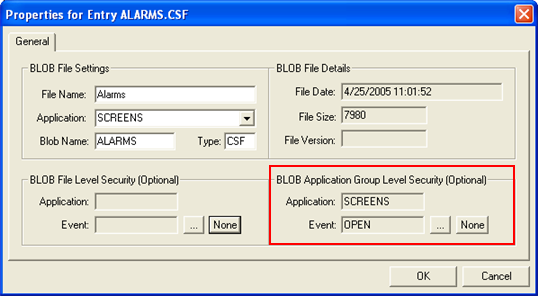 Properties for Entry ALARMS.CSF
General
BLOB File Settings
File Name: Alarms
Application: SCREENS
Blob Name: ALARMS Type: CSF
BLOB File Details
File Date: 4/25/2005 11:01:52
File Size: 7980
File Version:
BLOB File Level Security (Optional)
Application:
Event: ... None
BLOB Application Group Level Security (Optional)
Application: SCREENS
Event: OPEN ... None
OK Cancel